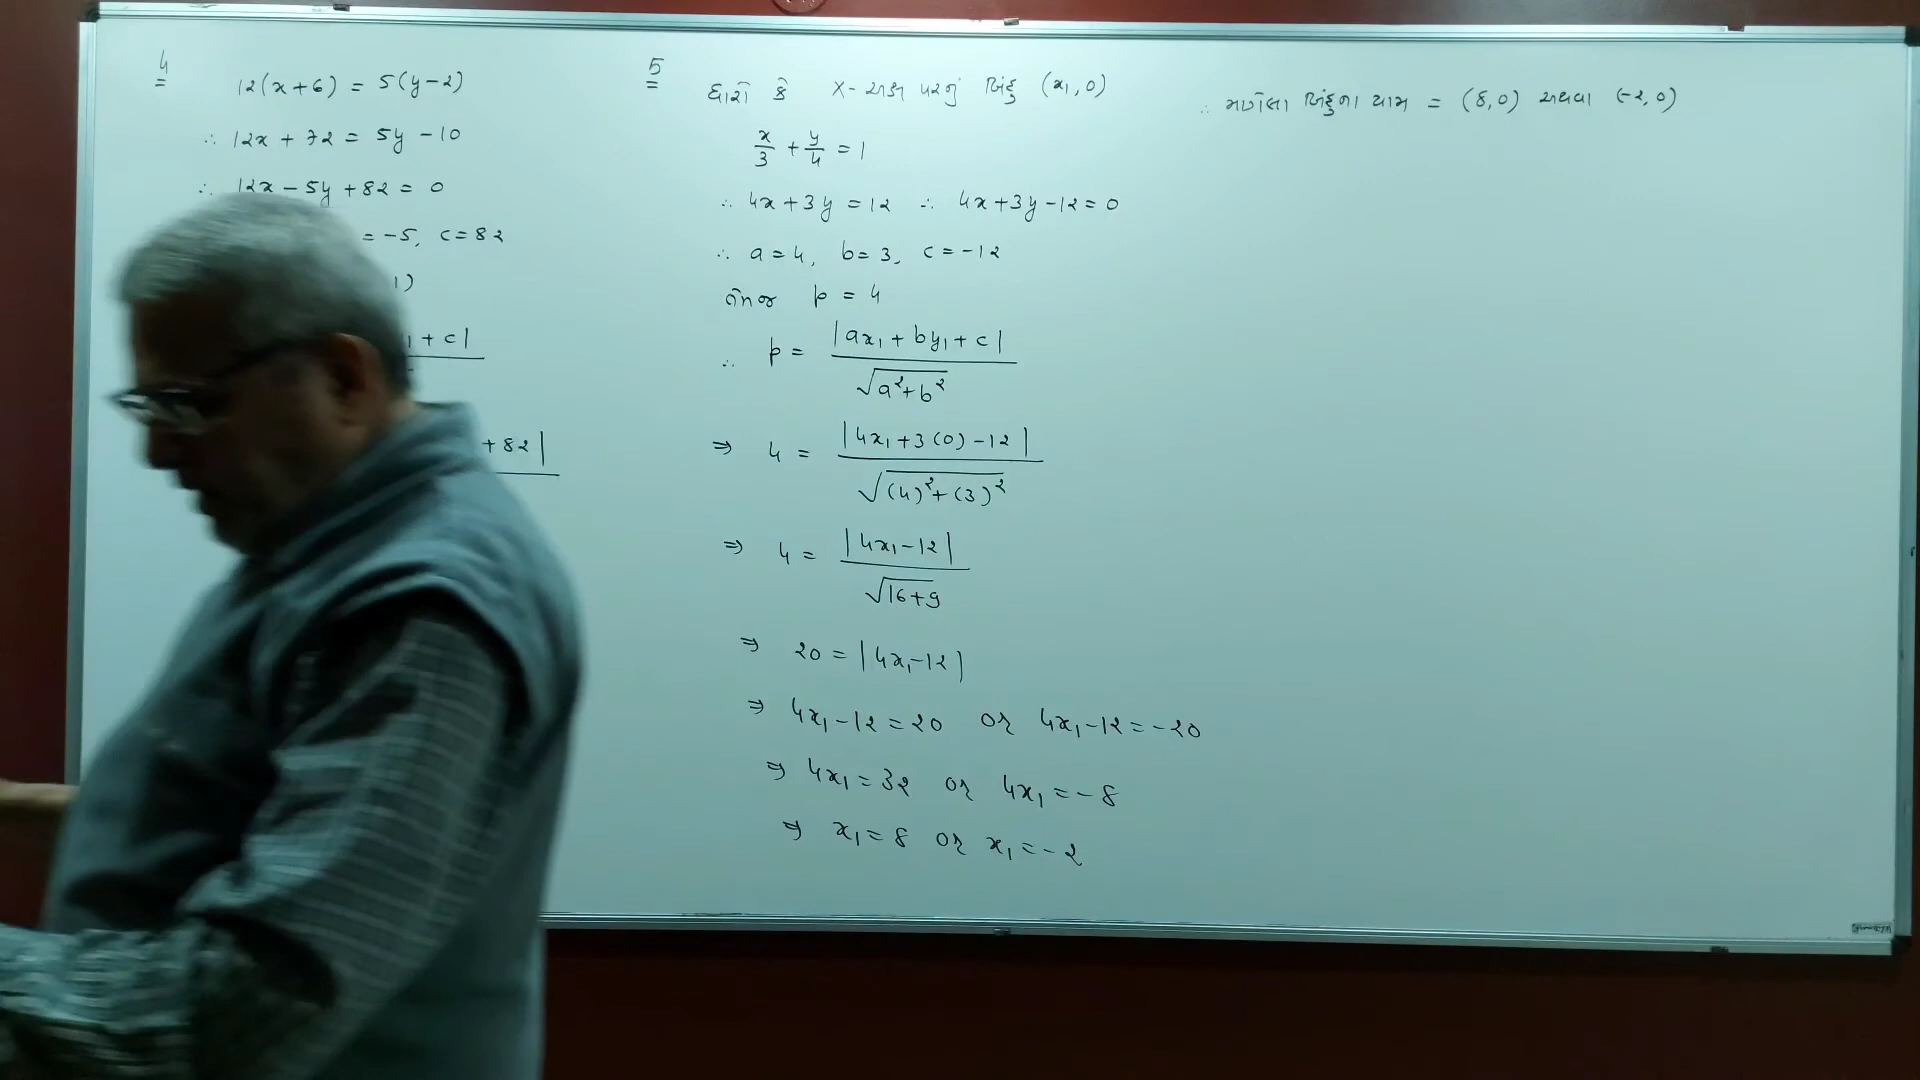 4
12(x+6) = 5(y-2)
∴ 12x + 72 = 5y - 10
∴ 12x - 5y + 82 = 0
= -5, c = 82
1)
1 + c|
+ 82|
5
ધારો કે X-અક્ષ પરનું બિંદુ (x₁, 0)
x/3 + y/4 = 1
∴ 4x + 3y = 12 ∴ 4x + 3y - 12 = 0
∴ a = 4, b = 3, c = -12
તેમજ p = 4
∴ p = |ax₁ + by₁ + c| / √(a² + b²)
⇒ 4 = |4x₁ + 3(0) - 12| / √((4)² + (3)²)
⇒ 4 = |4x₁ - 12| / √(16+9)
⇒ 20 = |4x₁ - 12|
⇒ 4x₁ - 12 = 20 or 4x₁ - 12 = -20
⇒ 4x₁ = 32 or 4x₁ = -8
⇒ x₁ = 8 or x₁ = -2
∴ માંગેલા બિંદુના યામ = (8, 0) અથવા (-2, 0)